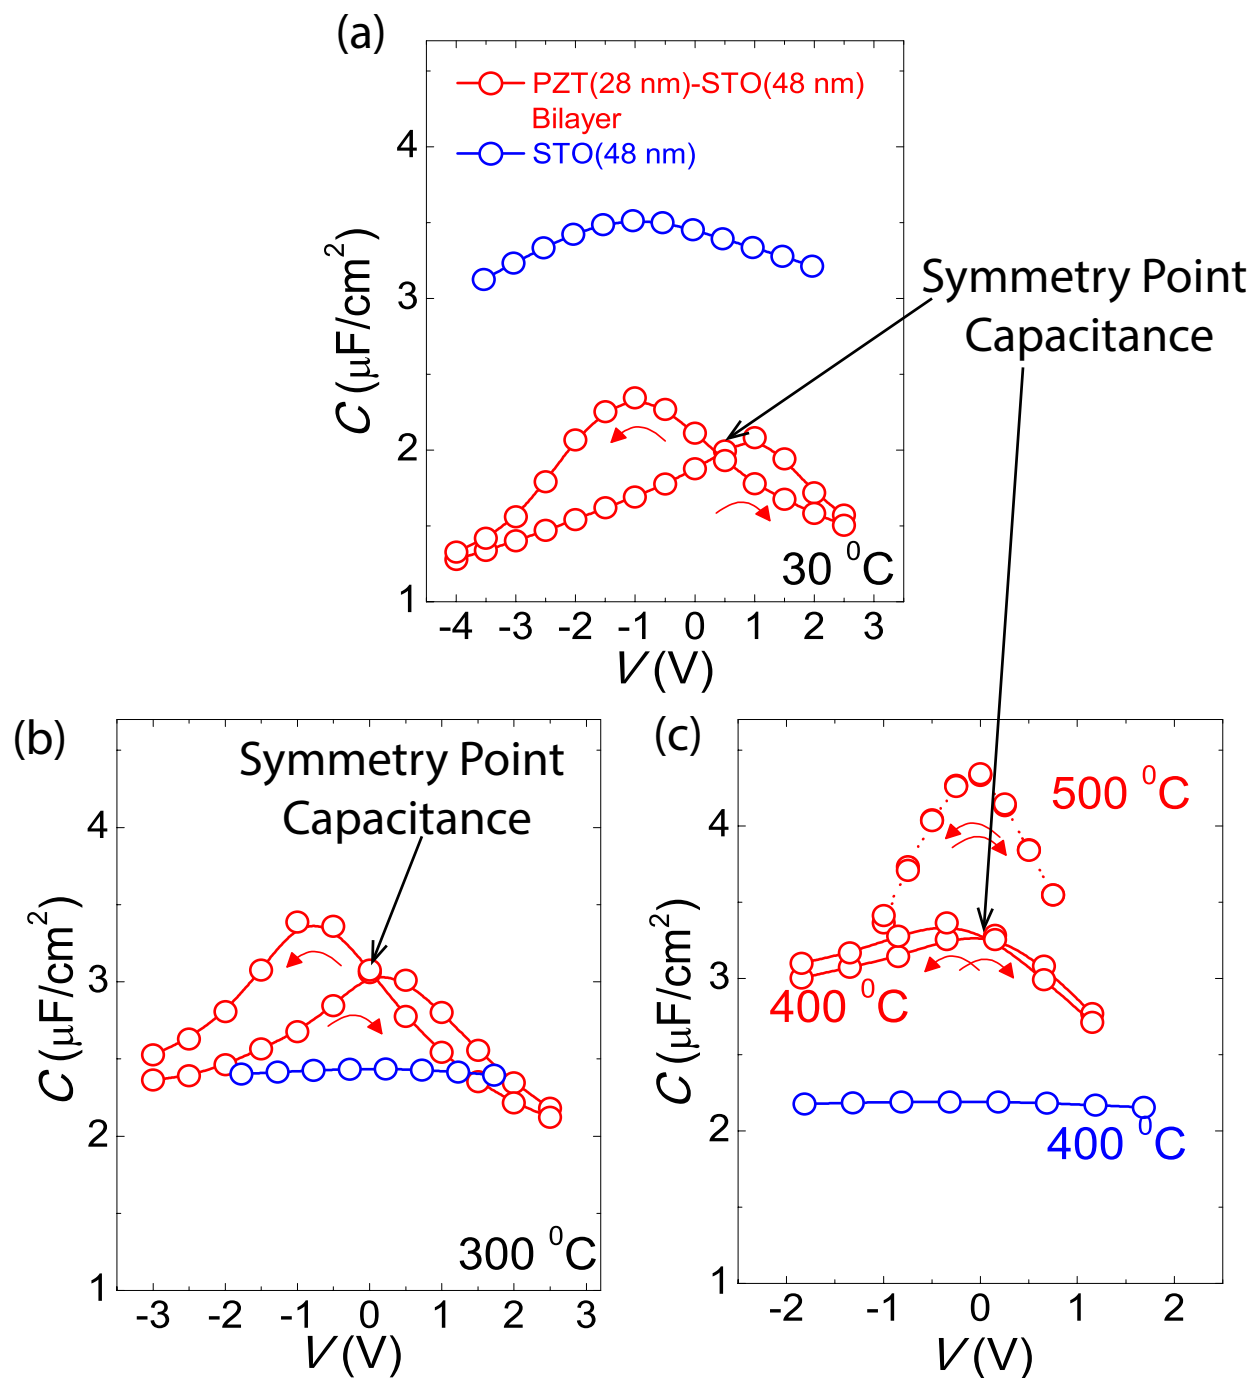 (a)
PZT(28 nm)-STO(48 nm)
Bilayer
STO(48 nm)
4
3
2
1
C (μF/cm²)
Symmetry Point
Capacitance
30 ⁰C
-4 -3 -2 -1 0 1 2 3
V (V)
(b)
Symmetry Point
Capacitance
4
3
2
1
C (μF/cm²)
300 ⁰C
-3 -2 -1 0 1 2 3
V (V)
(c)
500 ⁰C
4
3
2
1
C (μF/cm²)
400 ⁰C
400 ⁰C
-2 -1 0 1 2
V (V)